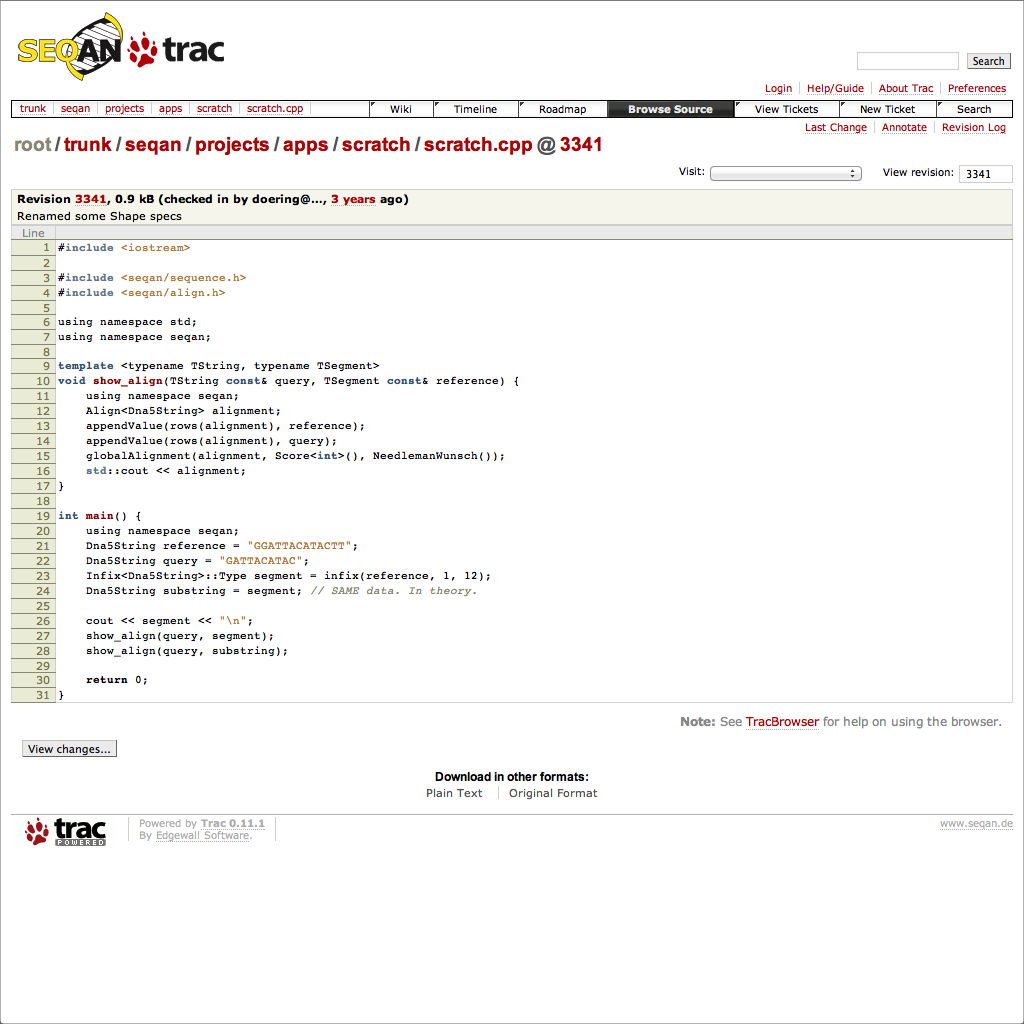 SEQAN trac
Search
Login Help/Guide About Trac Preferences
trunk seqan projects apps scratch scratch.cpp Wiki Timeline Roadmap Browse Source View Tickets New Ticket Search
Last Change Annotate Revision Log
root / trunk / seqan / projects / apps / scratch / scratch.cpp @ 3341
Visit: View revision: 3341
Revision 3341, 0.9 kB (checked in by doering@..., 3 years ago)
Renamed some Shape specs
Line
1 #include <iostream>
2
3 #include <seqan/sequence.h>
4 #include <seqan/align.h>
5
6 using namespace std;
7 using namespace seqan;
8
9 template <typename TString, typename TSegment>
10 void show_align(TString const& query, TSegment const& reference) {
11     using namespace seqan;
12     Align<Dna5String> alignment;
13     appendValue(rows(alignment), reference);
14     appendValue(rows(alignment), query);
15     globalAlignment(alignment, Score<int>(), NeedlemanWunsch());
16     std::cout << alignment;
17 }
18
19 int main() {
20     using namespace seqan;
21     Dna5String reference = "GGATTACATACTT";
22     Dna5String query = "GATTACATAC";
23     Infix<Dna5String>::Type segment = infix(reference, 1, 12);
24     Dna5String substring = segment; // SAME data. In theory.
25
26     cout << segment << "\n";
27     show_align(query, segment);
28     show_align(query, substring);
29
30     return 0;
31 }
Note: See TracBrowser for help on using the browser.
View changes...
Download in other formats:
Plain Text Original Format
trac POWERED
Powered by Trac 0.11.1
By Edgewall Software.
www.seqan.de